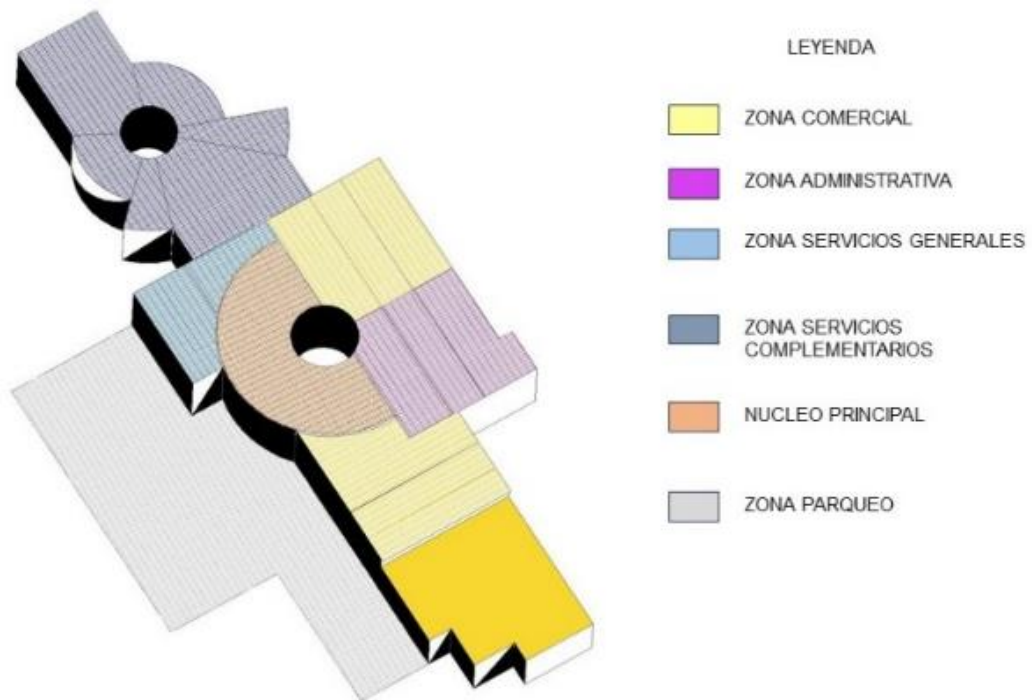 LEYENDA
ZONA COMERCIAL
ZONA ADMINISTRATIVA
ZONA SERVICIOS GENERALES
ZONA SERVICIOS
COMPLEMENTARIOS
NUCLEO PRINCIPAL
ZONA PARQUEO